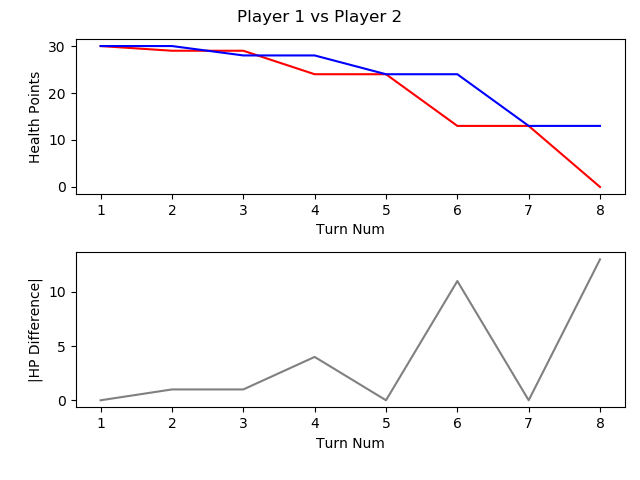 Player 1 vs Player 2
30
20
10
0
Health Points
1 2 3 4 5 6 7 8
Turn Num
10
5
0
|HP Difference|
1 2 3 4 5 6 7 8
Turn Num